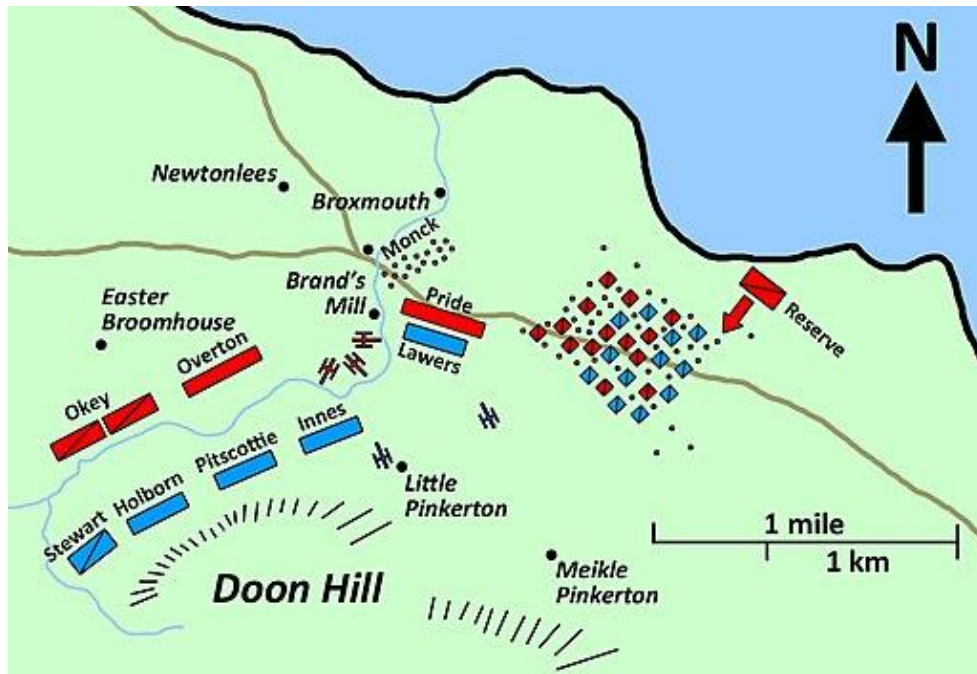 N
Newtonlees
Broxmouth
Monck
Brand's
Mill
Easter
Broomhouse
Pride
Lawers
Reserve
Overton
Okey
Innes
Pitscottie
Holborn
Stewart
Little
Pinkerton
1 mile
1 km
Meikle
Pinkerton
Doon Hill